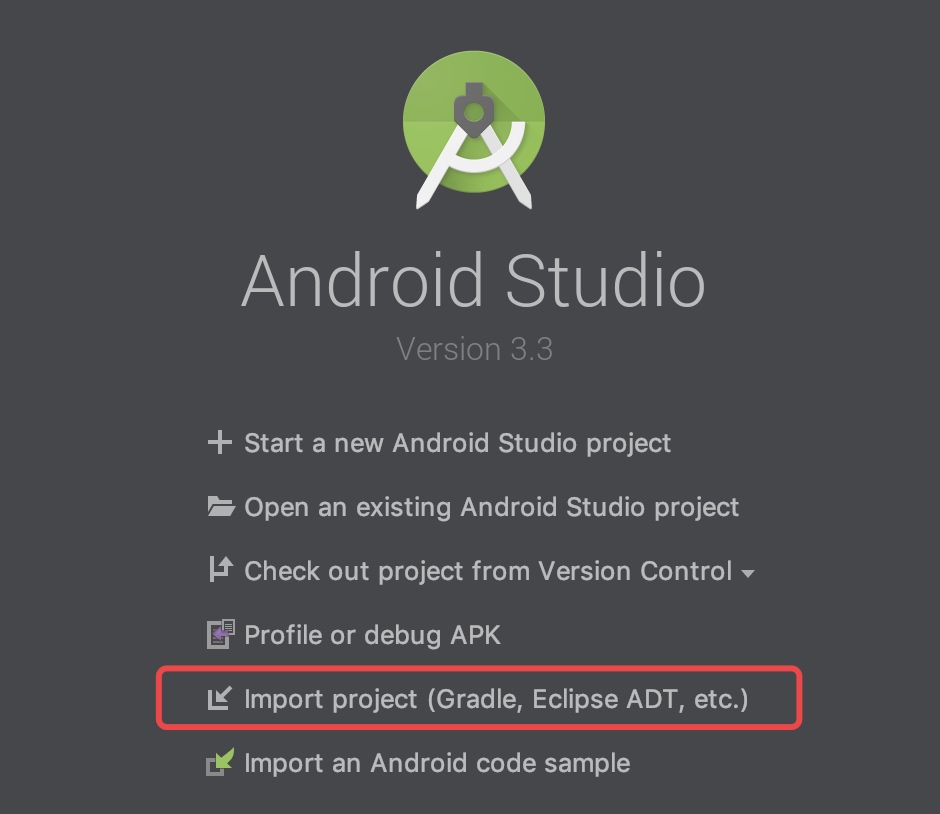 Android Studio
Version 3.3
Start a new Android Studio project
Open an existing Android Studio project
Check out project from Version Control
Profile or debug APK
Import project (Gradle, Eclipse ADT, etc.)
Import an Android code sample